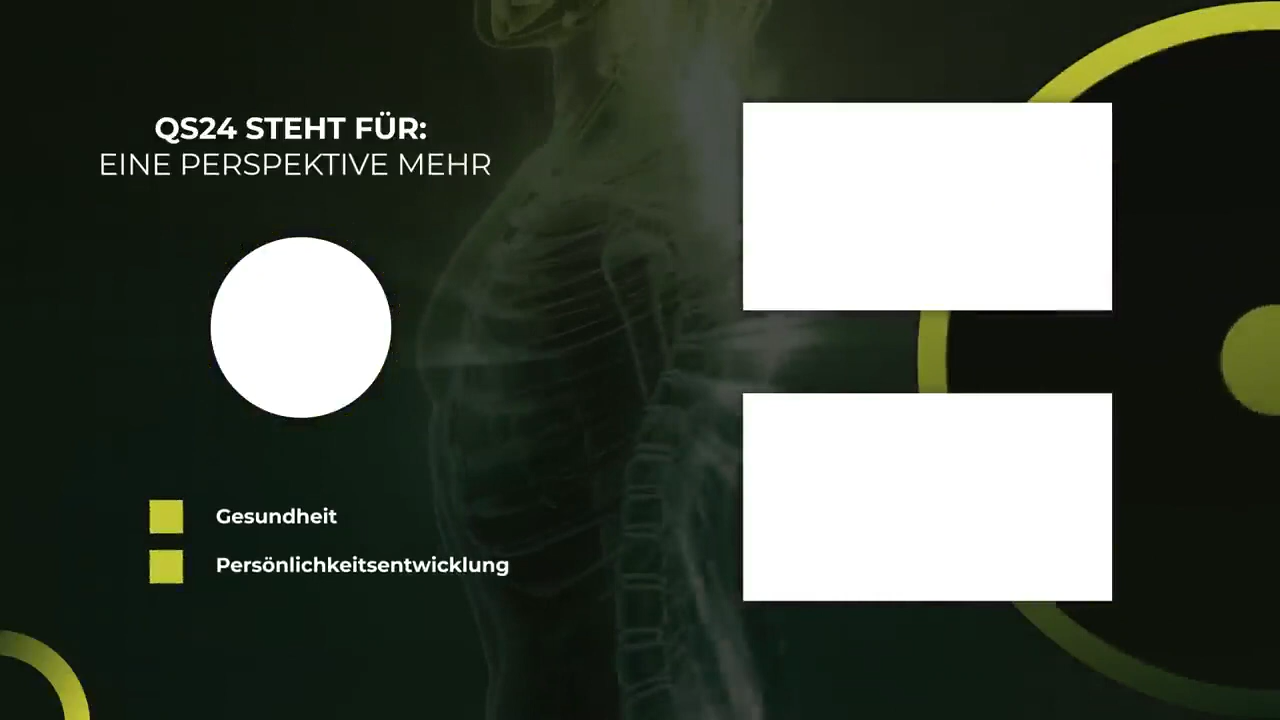 QS24 STEHT FÜR:
EINE PERSPEKTIVE MEHR
Gesundheit
Persönlichkeitsentwicklung